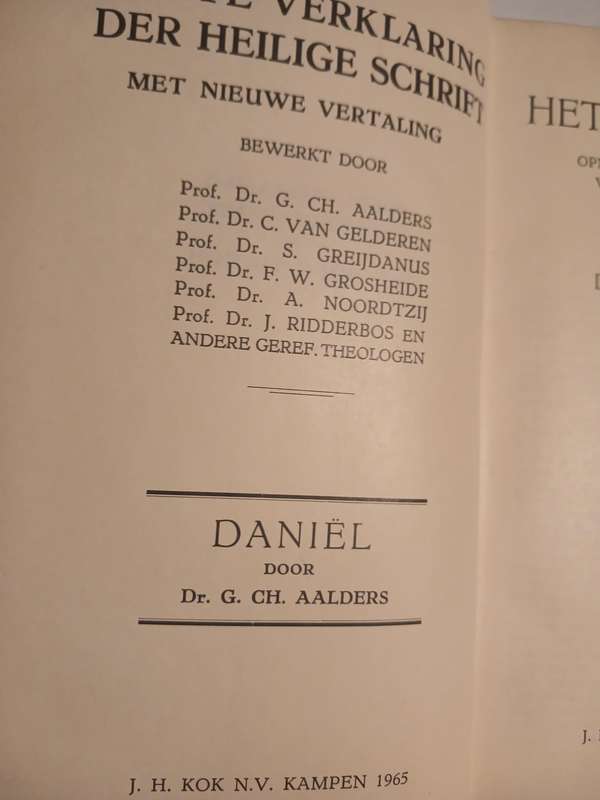 VERKLARING
DER HEILIGE SCHRIFT
MET NIEUWE VERTALING
BEWERKT DOOR
Prof. Dr. G. CH. AALDERS
Prof. Dr. C. VAN GELDEREN
Prof. Dr. S. GREIJDANUS
Prof. Dr. F. W. GROSHEIDE
Prof. Dr. A. NOORDTZIJ
Prof. Dr. J. RIDDERBOS EN
ANDERE GEREF. THEOLOGEN
DANIËL
DOOR
Dr. G. CH. AALDERS
J. H. KOK N.V. KAMPEN 1965
HET
J.